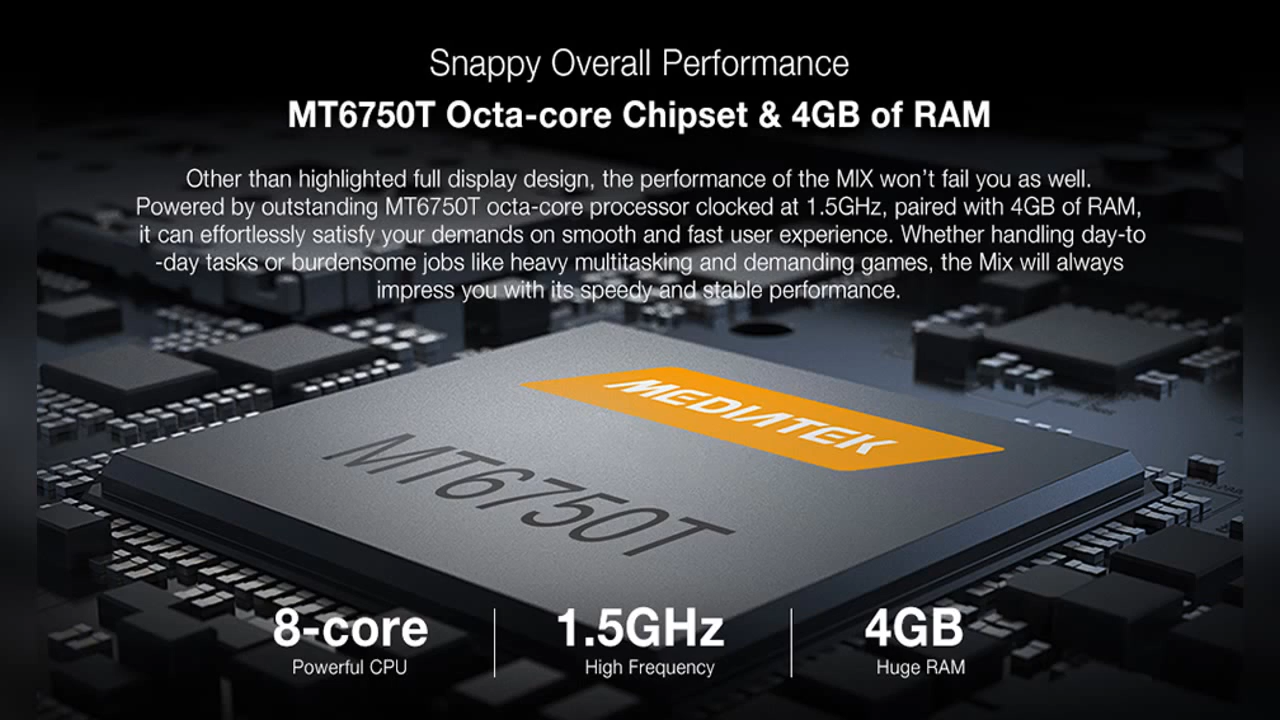 Snappy Overall Performance
MT6750T Octa-core Chipset & 4GB of RAM
Other than highlighted full display design, the performance of the MIX won't fail you as well.
Powered by outstanding MT6750T octa-core processor clocked at 1.5GHz, paired with 4GB of RAM,
it can effortlessly satisfy your demands on smooth and fast user experience. Whether handling day-to
-day tasks or burdensome jobs like heavy multitasking and demanding games, the Mix will always
impress you with its speedy and stable performance.
MEDIATEK
MT6750T
8-core
Powerful CPU
1.5GHz
High Frequency
4GB
Huge RAM